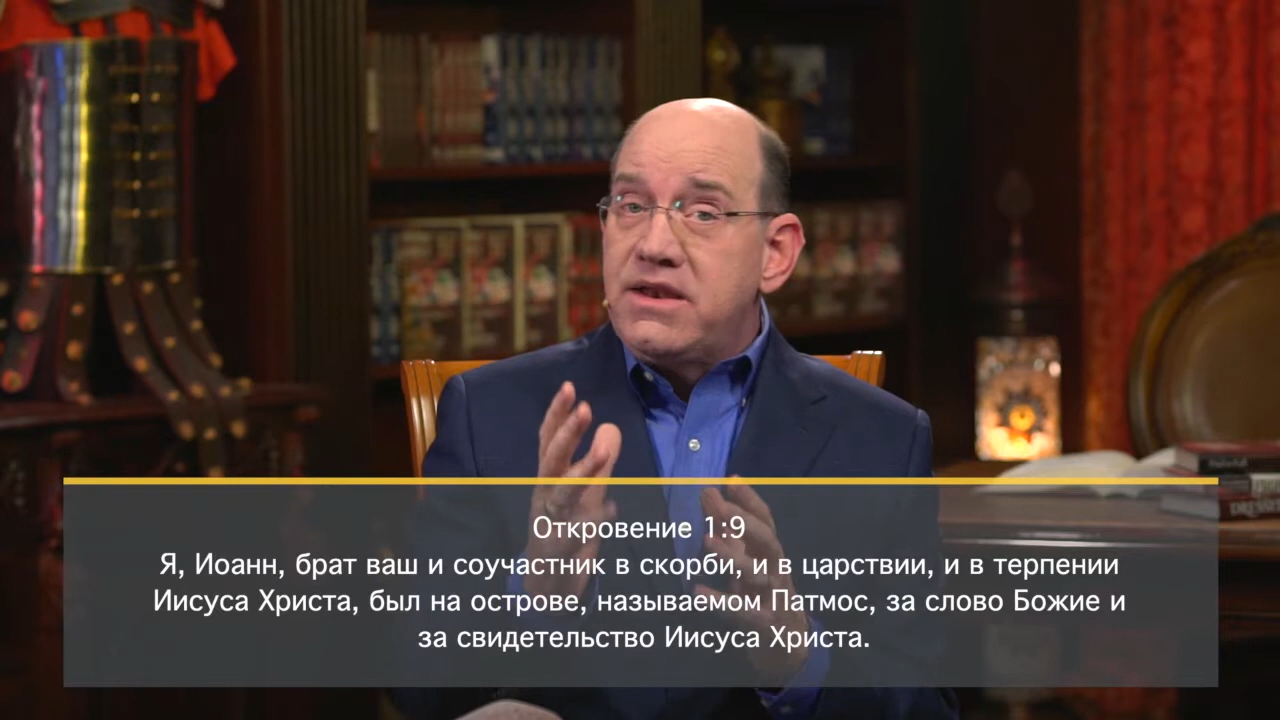 Откровение 1:9
Я, Иоанн, брат ваш и соучастник в скорби, и в царствии, и в терпении
Иисуса Христа, был на острове, называемом Патмос, за слово Божие и
за свидетельство Иисуса Христа.